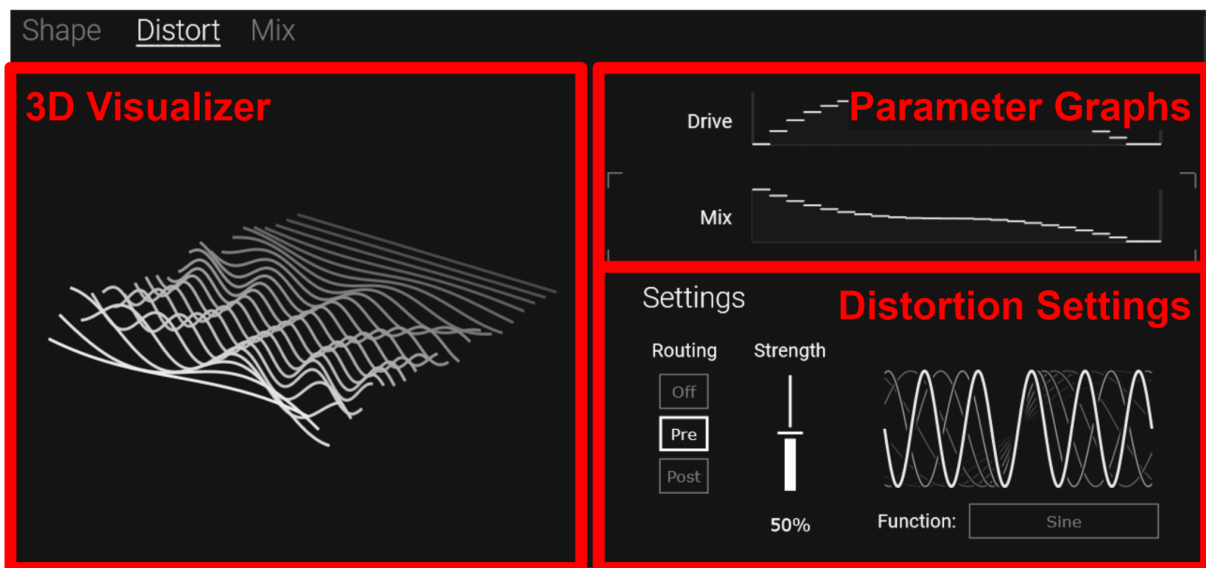 Shape Distort Mix
3D Visualizer
Parameter Graphs
Drive
Mix
Settings
Distortion Settings
Routing Strength
Off
Pre
Post
50%
Function: Sine